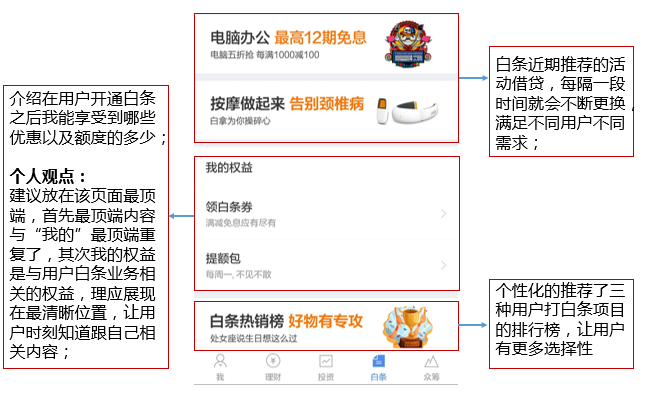 介绍在用户开通白条
之后我能享受到哪些
优惠以及额度的多少；
个人观点：
建议放在该页面最顶
端，首先最顶端内容
与“我的”最顶端重
复了，其次我的权益
是与用户白条业务相
关的权益，理应展现
在最清晰位置，让用
户时刻知道跟自己相
关内容；
电脑办公 最高12期免息
电脑五折抢 每满1000减100
按摩做起来 告别颈椎病
白拿为你操碎心
我的权益
领白条券
满减免息应有尽有
提额包
每周一, 不见不散
白条热销榜 好物有专攻
处女座说生日想这么过
我
理财
投资
白条
众筹
白条近期推荐的活
动借贷，每隔一段
时间就会不断更换，
满足不同用户不同
需求；
个性化的推荐了三
种用户打白条项目
的排行榜，让用户
有更多选择性